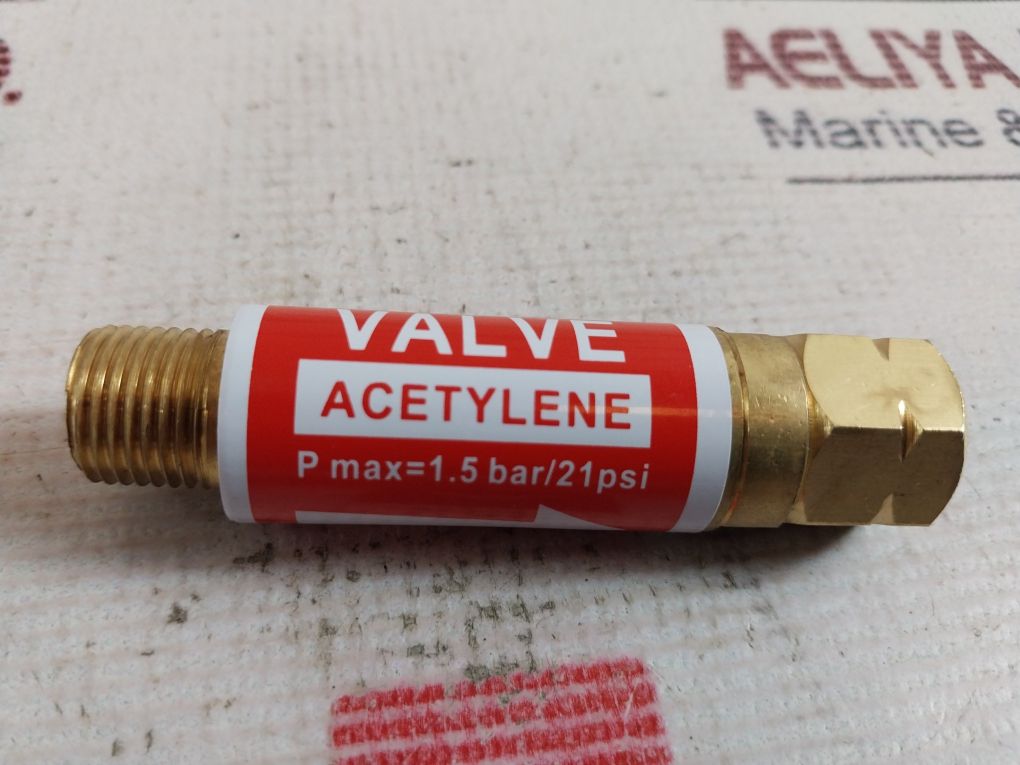 AELIYA
Marine &
VALVE
ACETYLENE
P max=1.5 bar/21psi